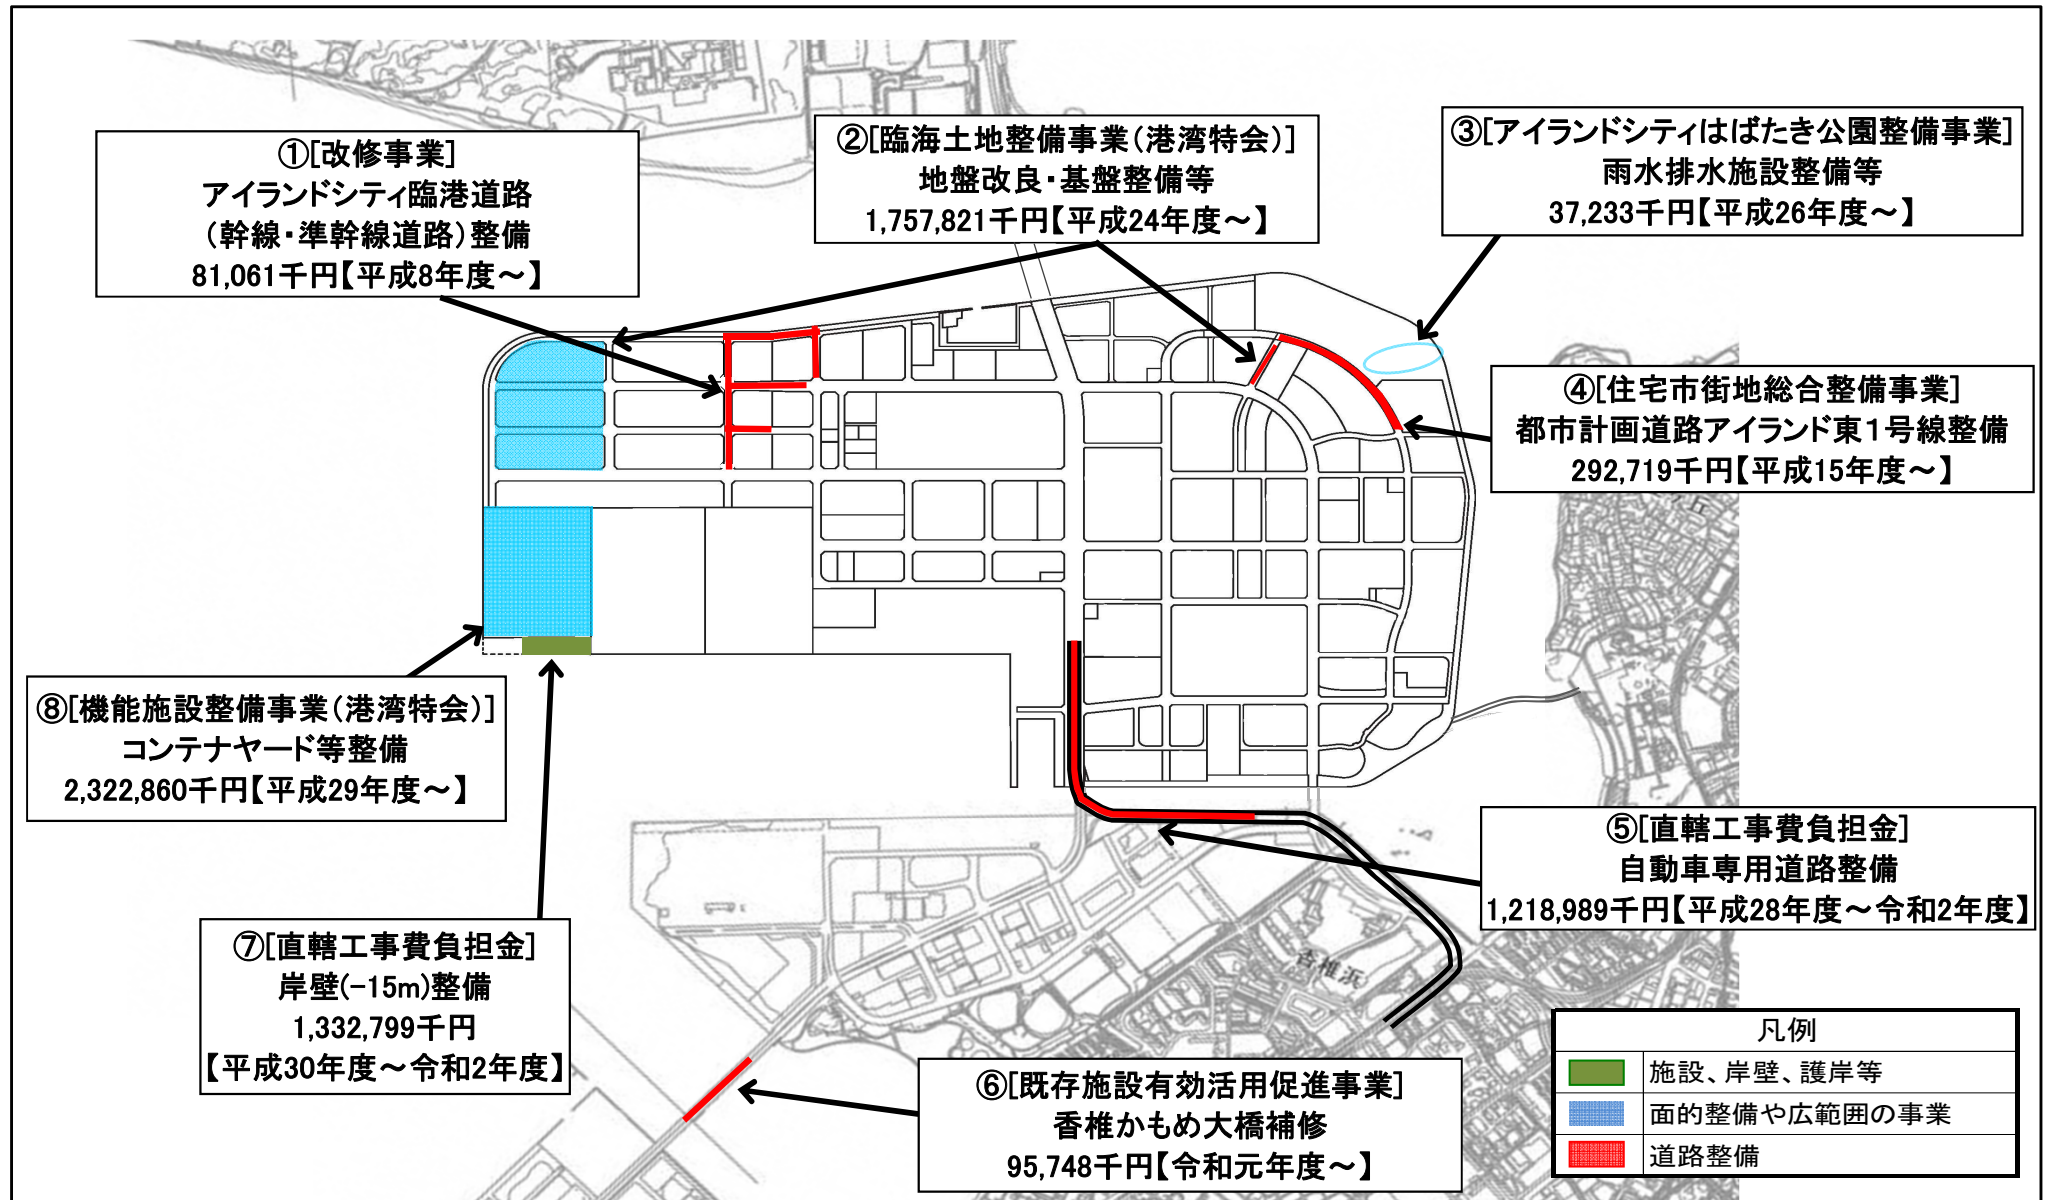 ①[改修事業]
アイランドシティ臨港道路
（幹線・準幹線道路）整備
81,061千円【平成8年度～】
②[臨海土地整備事業（港湾特会）]
地盤改良・基盤整備等
1,757,821千円【平成24年度～】
③[アイランドシティはばたき公園整備事業]
雨水排水施設整備等
37,233千円【平成26年度～】
④[住宅市街地総合整備事業]
都市計画道路アイランド東１号線整備
292,719千円【平成15年度～】
⑧[機能施設整備事業（港湾特会）]
コンテナヤード等整備
2,322,860千円【平成29年度～】
⑤[直轄工事費負担金]
自動車専用道路整備
1,218,989千円【平成28年度～令和2年度】
⑦[直轄工事費負担金]
岸壁(-15m)整備
1,332,799千円
【平成30年度～令和2年度】
香椎浜
⑥[既存施設有効活用促進事業]
香椎かもめ大橋補修
95,748千円【令和元年度～】
凡例
施設、岸壁、護岸等
面的整備や広範囲の事業
道路整備